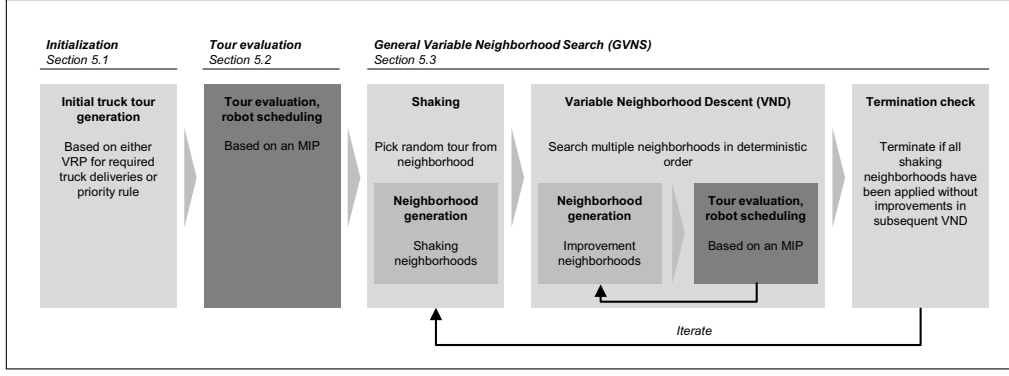 Initialization
Section 5.1
Tour evaluation
Section 5.2
General Variable Neighborhood Search (GVNS)
Section 5.3
Initial truck tour
generation
Based on either
VRP for required
truck deliveries or
priority rule
Tour evaluation,
robot scheduling
Based on an MIP
Shaking
Pick random tour from
neighborhood
Neighborhood
generation
Shaking
neighborhoods
Variable Neighborhood Descent (VND)
Search multiple neighborhoods in deterministic
order
Neighborhood
generation
Improvement
neighborhoods
Tour evaluation,
robot scheduling
Based on an MIP
Termination check
Terminate if all
shaking
neighborhoods have
been applied without
improvements in
subsequent VND
Iterate